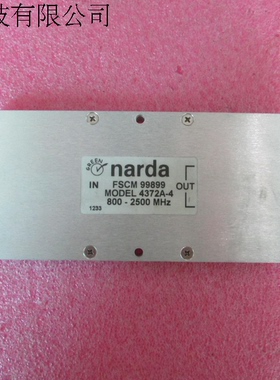 技有限公司
GREEN
narda
IN
FSCM 99899
OUT
MODEL 4372A-4
800 - 2500 MHz
1235